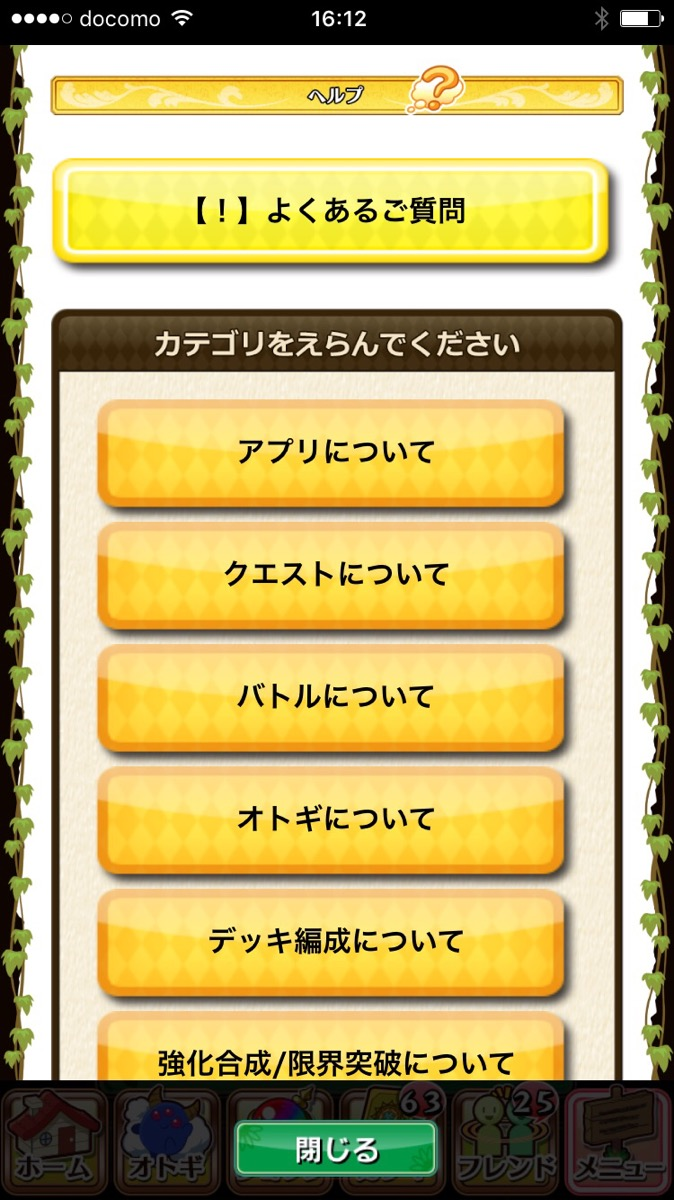 docomo 16:12
ヘルプ
【！】よくあるご質問
カテゴリをえらんでください
アプリについて
クエストについて
バトルについて
オトギについて
デッキ編成について
強化合成/限界突破について
63 25
ホーム オトギ 閉じる フレンド メニュー